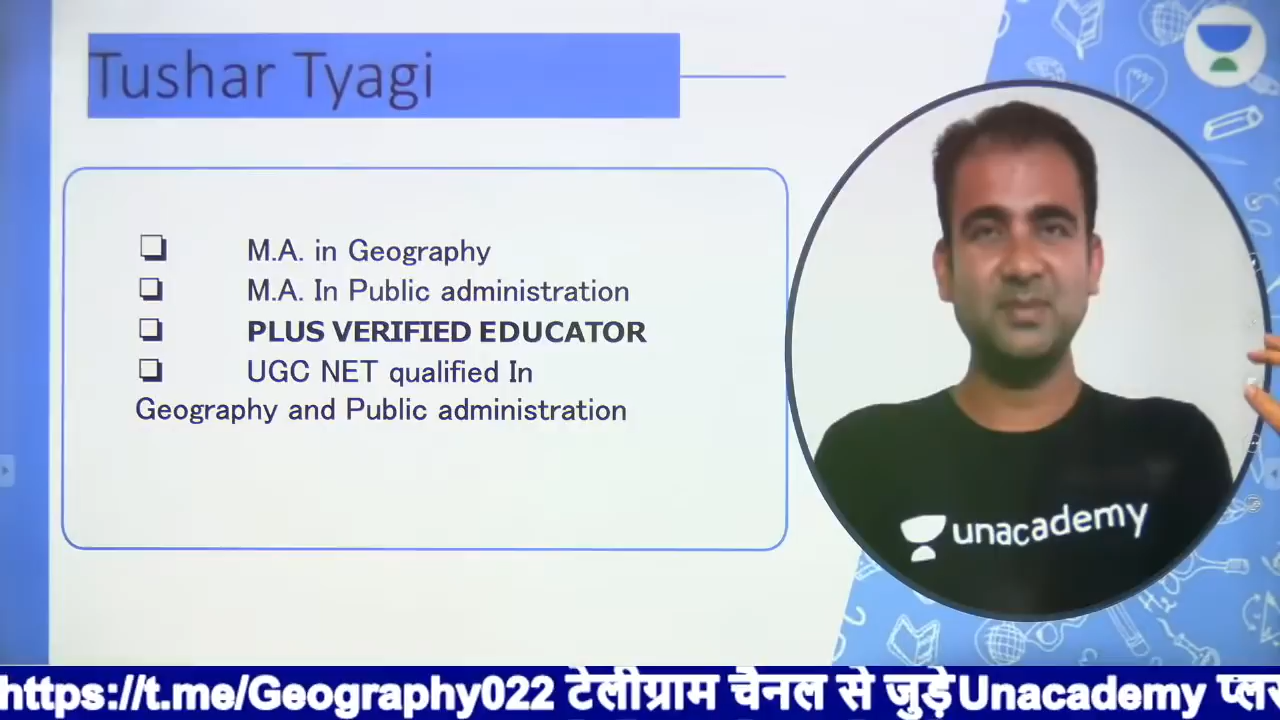 Tushar Tyagi
M.A. in Geography
M.A. In Public administration
PLUS VERIFIED EDUCATOR
UGC NET qualified In
Geography and Public administration
unacademy
https://t.me/Geography022 टेलीग्राम चैनल से जुड़े Unacademy